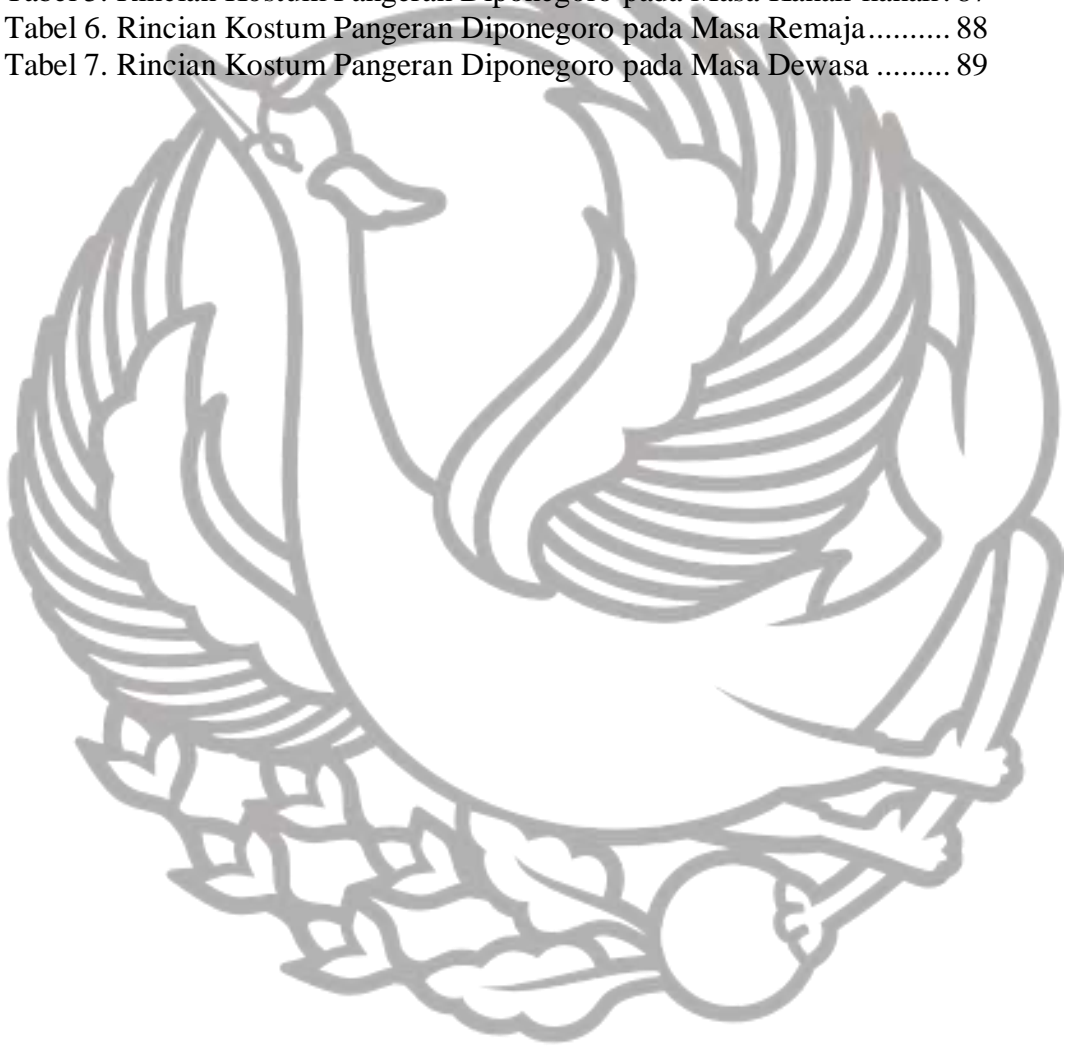 Tabel 6. Rincian Kostum Pangeran Diponegoro pada Masa Remaja.......... 88
Tabel 7. Rincian Kostum Pangeran Diponegoro pada Masa Dewasa ......... 89